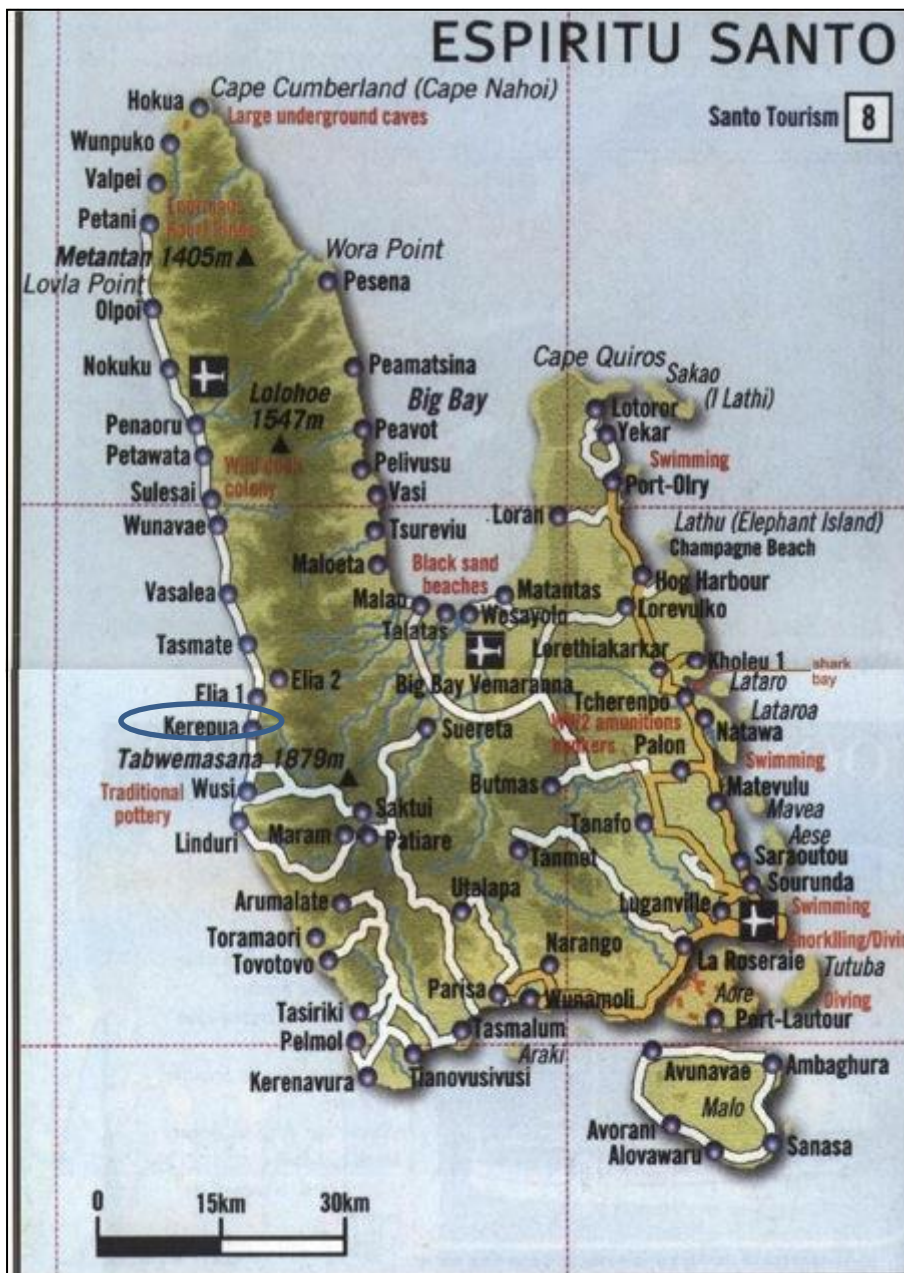 ESPIRITU SANTO
Cape Cumberland (Cape Nahoi)
Hokua
Large underground caves
Santo Tourism 8
Wunpuko
Valpei
Petani
Wora Point
Metantan 1405m
Lovla Point
Pesena
Olpoi
Cape Quiros
Nokuku
Peamatsina
Sakao
(I Lathi)
Lolohoe
1547m
Big Bay
Lotoror
Penaoru
Peavot
Yekar
Petawata
Wild
colony
Pelivusu
Swimming
Port-Olry
Sulesai
Vasi
Loran
Wunavae
Tsureviu
Lathu (Elephant Island)
Champagne Beach
Maloeta
Black sand
beaches
Hog Harbour
Vasalea
Malao
Matantas
Talatas
Wesayolo
Lorevulko
Tasmate
Lorethiakarkar
Kholeu 1
shark
bay
Elia 2
Big Bay Vemaranna
Lataro
Elia 1
Tcherenpo
Kerepua
Suereta
WW2 amunitions
bunkers
Lataroa
Natawa
Tabwemasana 1879m
Palon
Swimming
Traditional
pottery
Wusi
Butmas
Matevulu
Mavea
Saktui
Linduri
Maram
Patiare
Tanafo
Aese
Tanmet
Saraoutou
Sourunda
Arumalate
Utalapa
Luganville
Swimming
Toramaori
Narango
Snorklling/Divi
Tovotovo
La Roseraie
Tutuba
Parisa
Wunamoli
Aore
Diving
Tasiriki
Tasmalum
Port-Lautour
Pelmol
Araki
Kerenavura
Tianovusivusi
Avunavae
Ambaghura
Malo
Avorani
Alovawaru
Sanasa
0 15km 30km